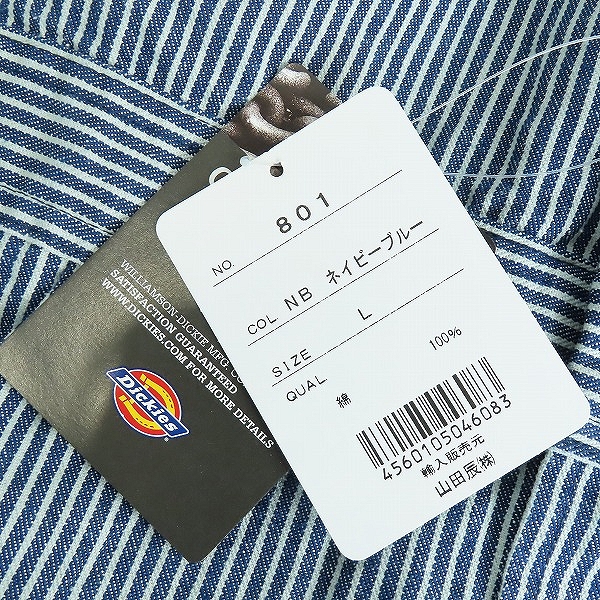 NO. 801
COL NB ネイビーブルー
SIZE L
QUAL 綿 100%
4560105046083
輸入販売元
山田辰㈱
WILLIAMSON-DICKIE MFG. CO.
SATISFACTION GUARANTEED
WWW.DICKIES.COM FOR MORE DETAILS
Dickies